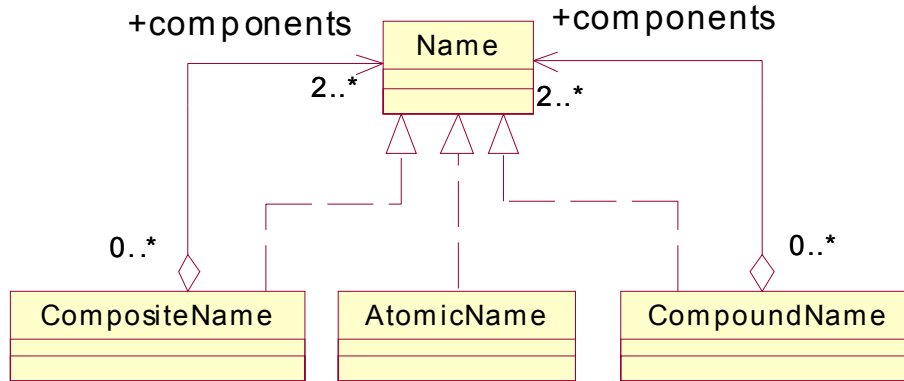 +components
+components
Name
2..*
2..*
0..*
0..*
CompositeName
AtomicName
CompoundName